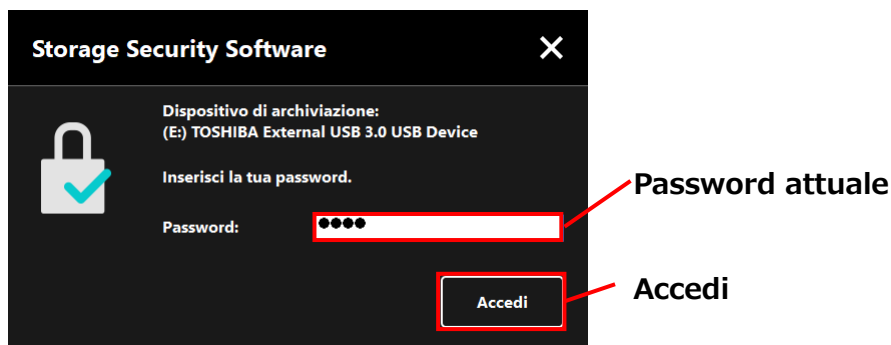 Storage Security Software
Dispositivo di archiviazione:
(E:) TOSHIBA External USB 3.0 USB Device
Inserisci la tua password.
Password: ●●●●
Password attuale
Accedi
Accedi